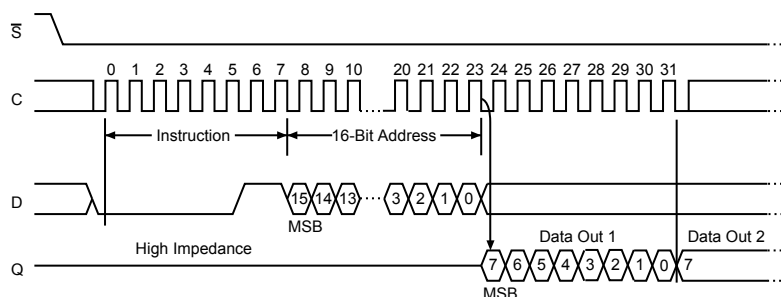 S
0 1 2 3 4 5 6 7 8 9 10 20 21 22 23 24 25 26 27 28 29 30 31
C
Instruction 16-Bit Address
D 15 14 13 3 2 1 0
MSB
High Impedance Data Out 1 Data Out 2
Q 7 6 5 4 3 2 1 0 7
MSB